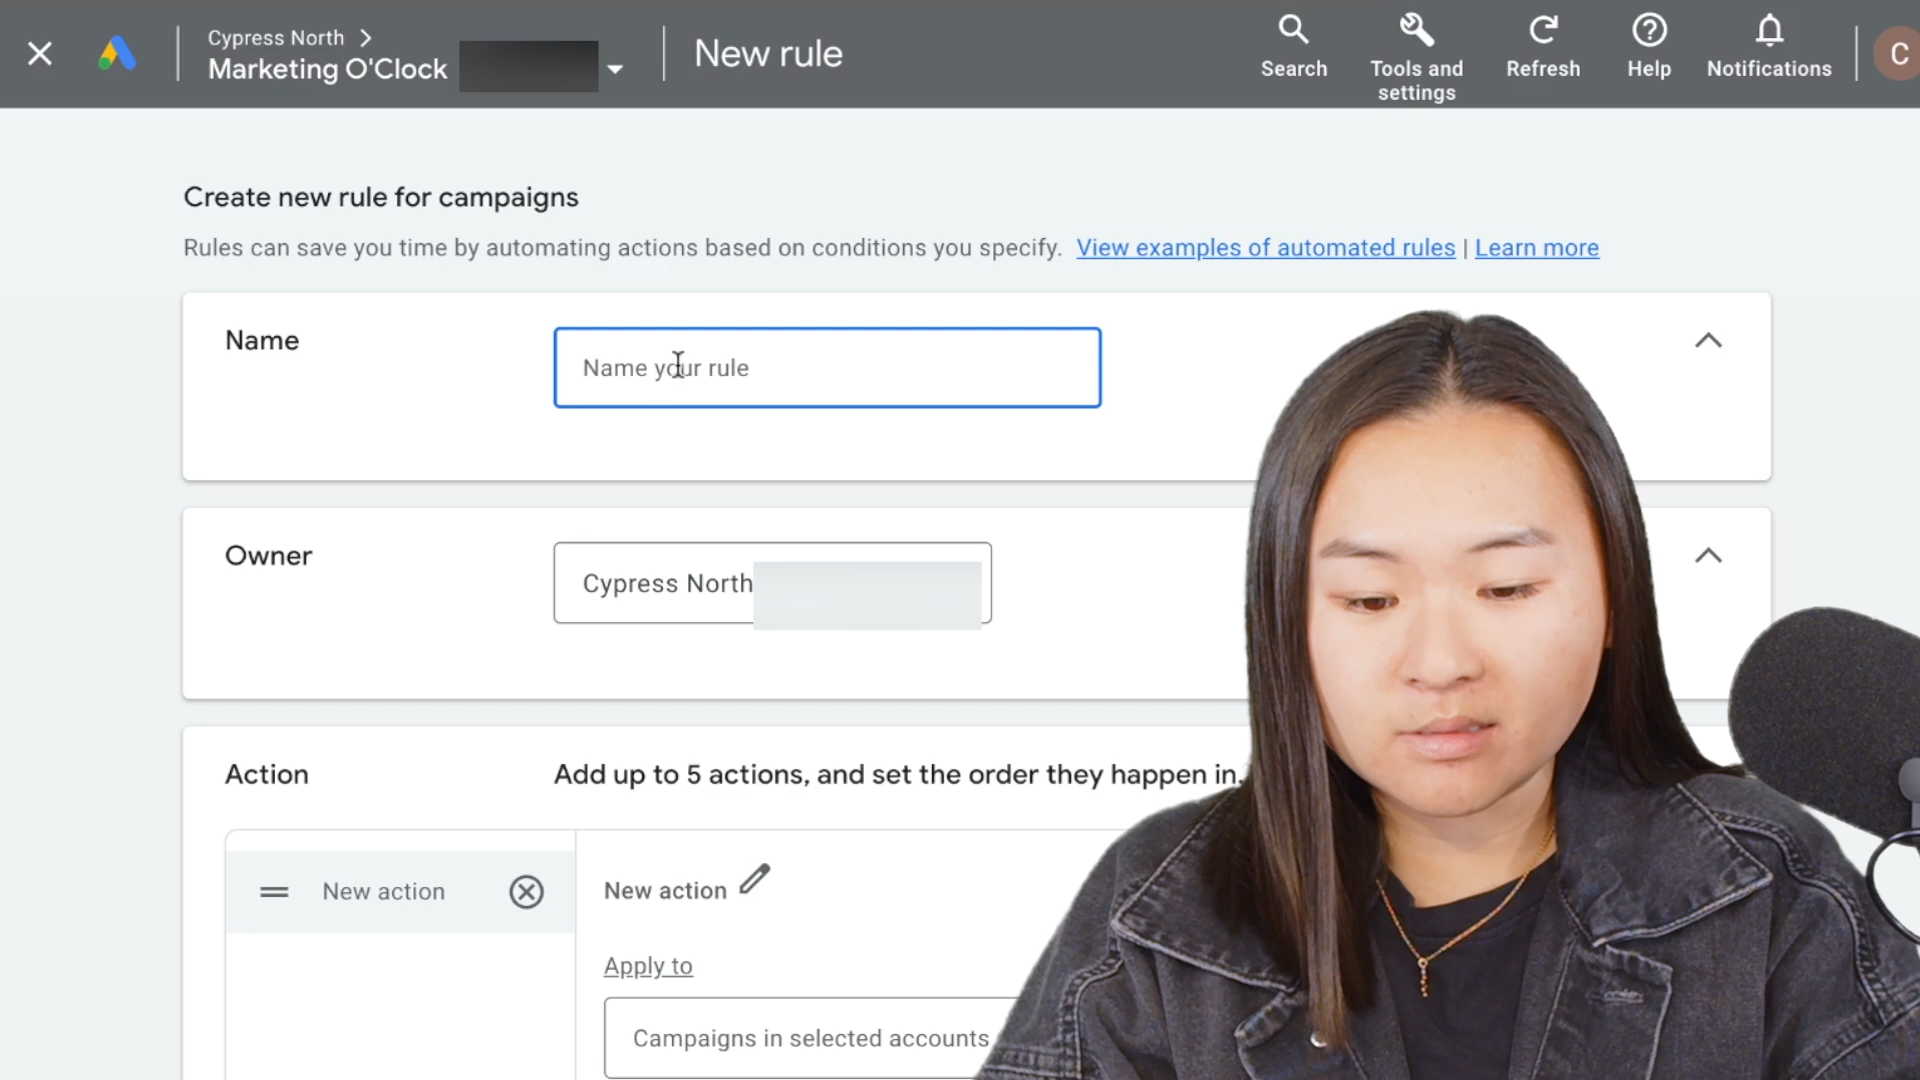 Cypress North >
Marketing O'Clock
New rule
Search
Tools and
settings
Refresh
Help
Notifications
C
Create new rule for campaigns
Rules can save you time by automating actions based on conditions you specify. View examples of automated rules | Learn more
Name
Name your rule
Owner
Cypress North
Action
Add up to 5 actions, and set the order they happen in.
New action
New action
Apply to
Campaigns in selected accounts